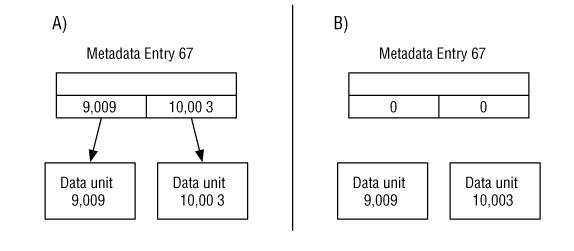 A)
Metadata Entry 67
9,009 10,00 3
Data unit
9,009
Data unit
10,00 3
B)
Metadata Entry 67
0 0
Data unit
9,009
Data unit
10,003